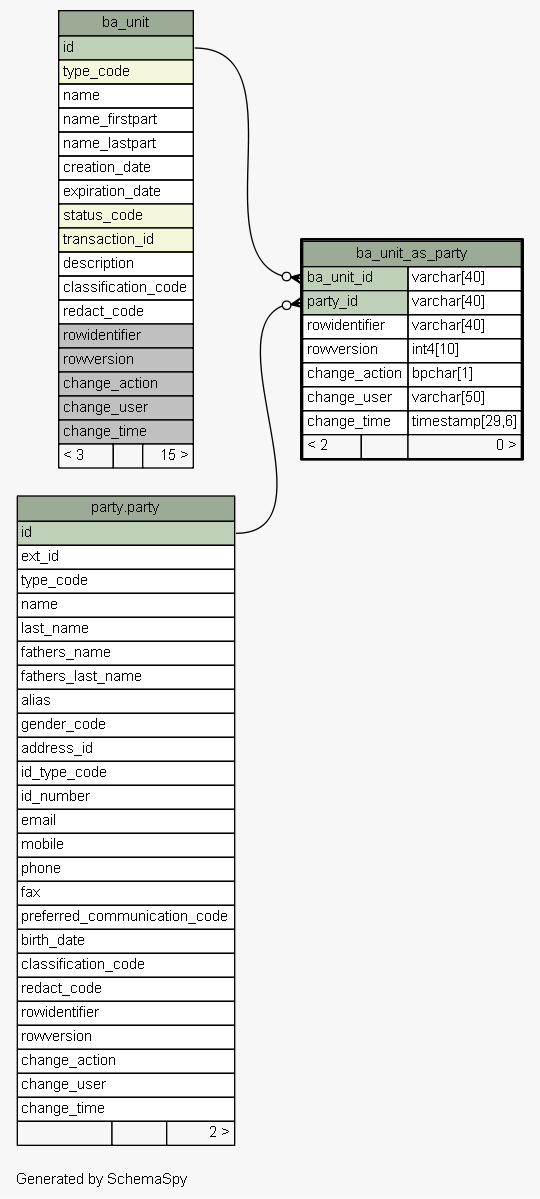 ba_unit
id
type_code
name
name_firstpart
name_lastpart
creation_date
expiration_date
status_code
transaction_id
description
classification_code
redact_code
rowidentifier
rowversion
change_action
change_user
change_time
< 3 15 >
ba_unit_as_party
ba_unit_id varchar[40]
party_id varchar[40]
rowidentifier varchar[40]
rowversion int4[10]
change_action bpchar[1]
change_user varchar[50]
change_time timestamp[29,6]
< 2 0 >
party.party
id
ext_id
type_code
name
last_name
fathers_name
fathers_last_name
alias
gender_code
address_id
id_type_code
id_number
email
mobile
phone
fax
preferred_communication_code
birth_date
classification_code
redact_code
rowidentifier
rowversion
change_action
change_user
change_time
2 >
Generated by SchemaSpy